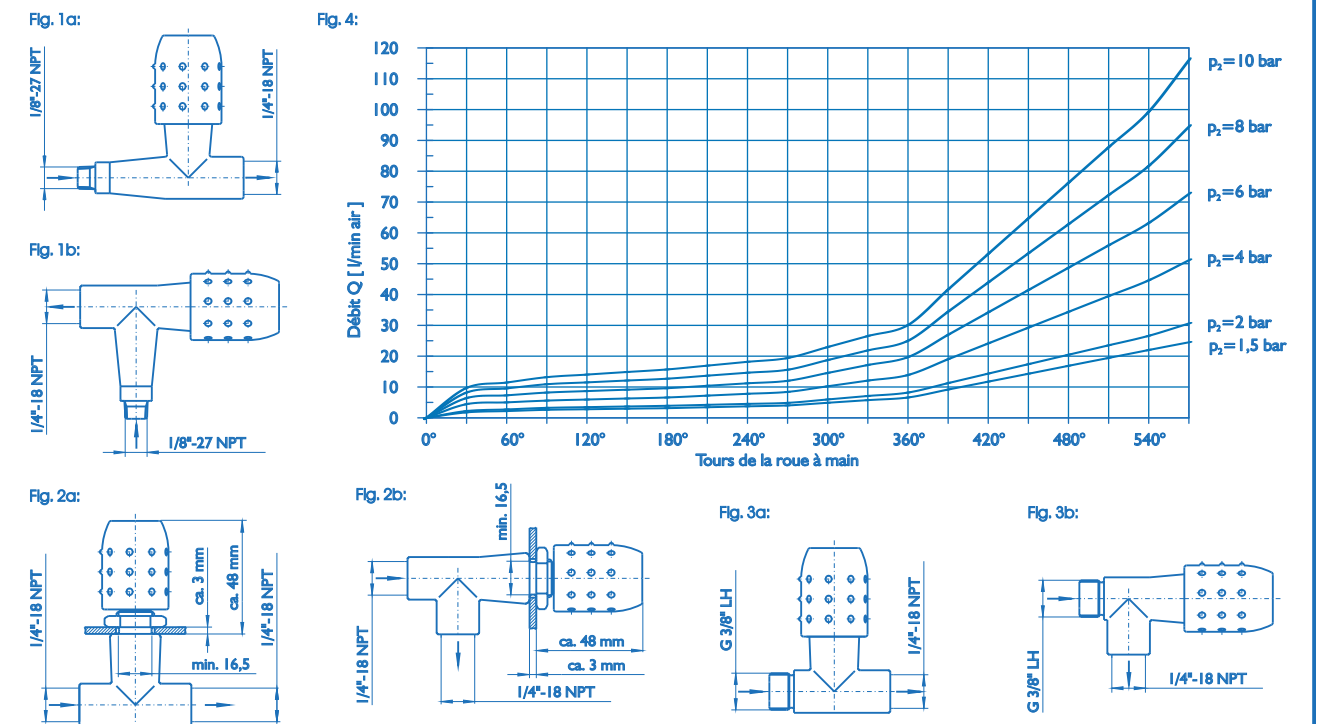 Fig. 1a:
1/8"-27 NPT
1/4"-18 NPT
Fig. 1b:
1/4"-18 NPT
1/8"-27 NPT
Fig. 4:
Débit Q [ l/min air ]
120
110
100
90
80
70
60
50
40
30
20
10
0
0° 60° 120° 180° 240° 300° 360° 420° 480° 540°
Tours de la roue à main
p₂=10 bar
p₂=8 bar
p₂=6 bar
p₂=4 bar
p₂=2 bar
p₂=1,5 bar
Fig. 2a:
1/4"-18 NPT
ca. 3 mm
ca. 48 mm
1/4"-18 NPT
min. 16,5
Fig. 2b:
min. 16,5
1/4"-18 NPT
ca. 48 mm
ca. 3 mm
1/4"-18 NPT
Fig. 3a:
G 3/8" LH
1/4"-18 NPT
Fig. 3b:
G 3/8" LH
1/4"-18 NPT